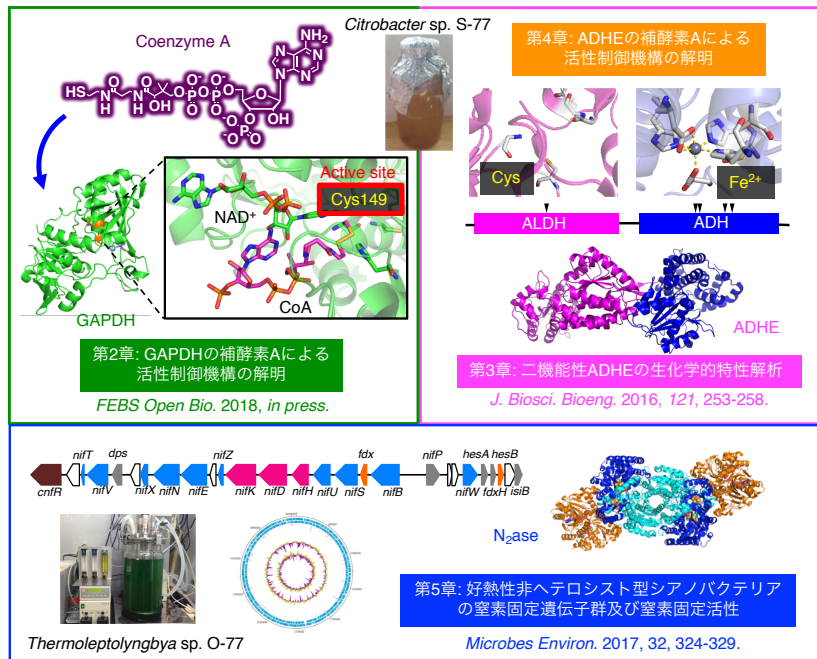 Coenzyme A
NH₂
N
N
N
N
HS
O
N
H
O
N
H
OH
O
O⁻
P
O
O
O⁻
P
O
O
O
O
OH
O⁻
P
O⁻
O
Citrobacter sp. S-77
Active site
Cys149
NAD⁺
CoA
GAPDH
第2章: GAPDHの補酵素Aによる
活性制御機構の解明
FEBS Open Bio. 2018, in press.
第4章: ADHEの補酵素Aによる
活性制御機構の解明
Cys
Fe²⁺
ALDH
ADH
ADHE
第3章: 二機能性ADHEの生化学的特性解析
J. Biosci. Bioeng. 2016, 121, 253-258.
nifT
dps
nifZ
fdx
nifP
hesA
hesB
cnfR
nifV
nifX
nifN
nifE
nifK
nifD
nifH
nifU
nifS
nifB
nifW
fdxH
isiB
N₂ase
第5章: 好熱性非ヘテロシスト型シアノバクテリア
の窒素固定遺伝子群及び窒素固定活性
Thermoleptolyngbya sp. O-77
Microbes Environ. 2017, 32, 324-329.